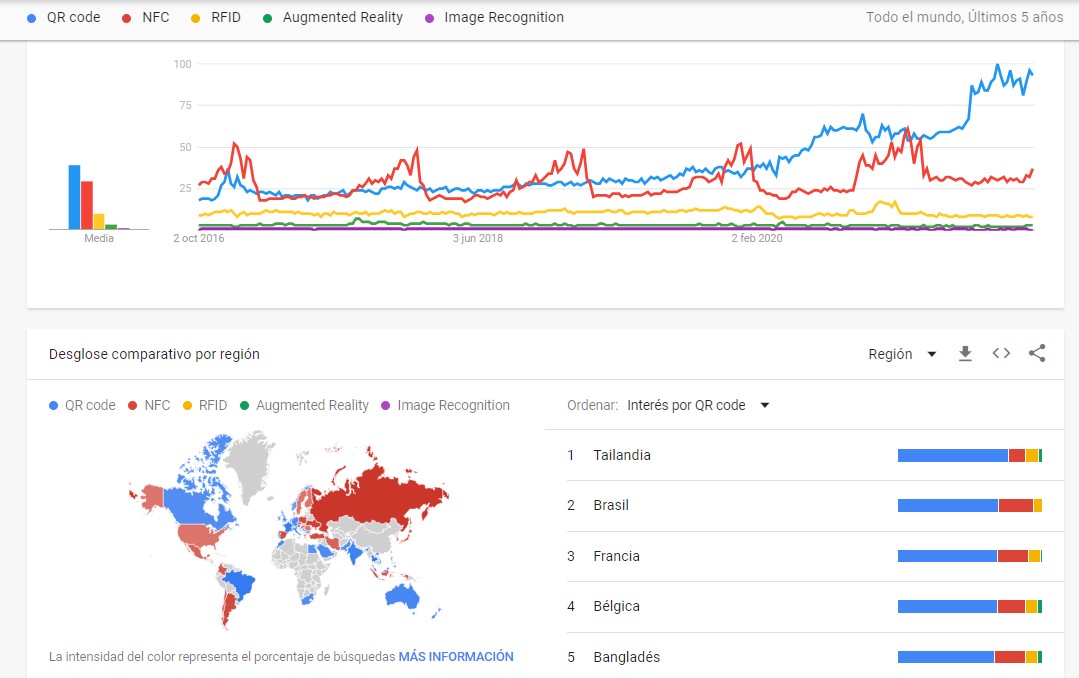 QR code NFC RFID Augmented Reality Image Recognition Todo el mundo, Últimos 5 años
100
75
50
25
Media
2 oct 2016 3 jun 2018 2 feb 2020
Desglose comparativo por región Región
QR code NFC RFID Augmented Reality Image Recognition
Ordenar: Interés por QR code
1 Tailandia
2 Brasil
3 Francia
4 Bélgica
5 Bangladés
La intensidad del color representa el porcentaje de búsquedas MÁS INFORMACIÓN